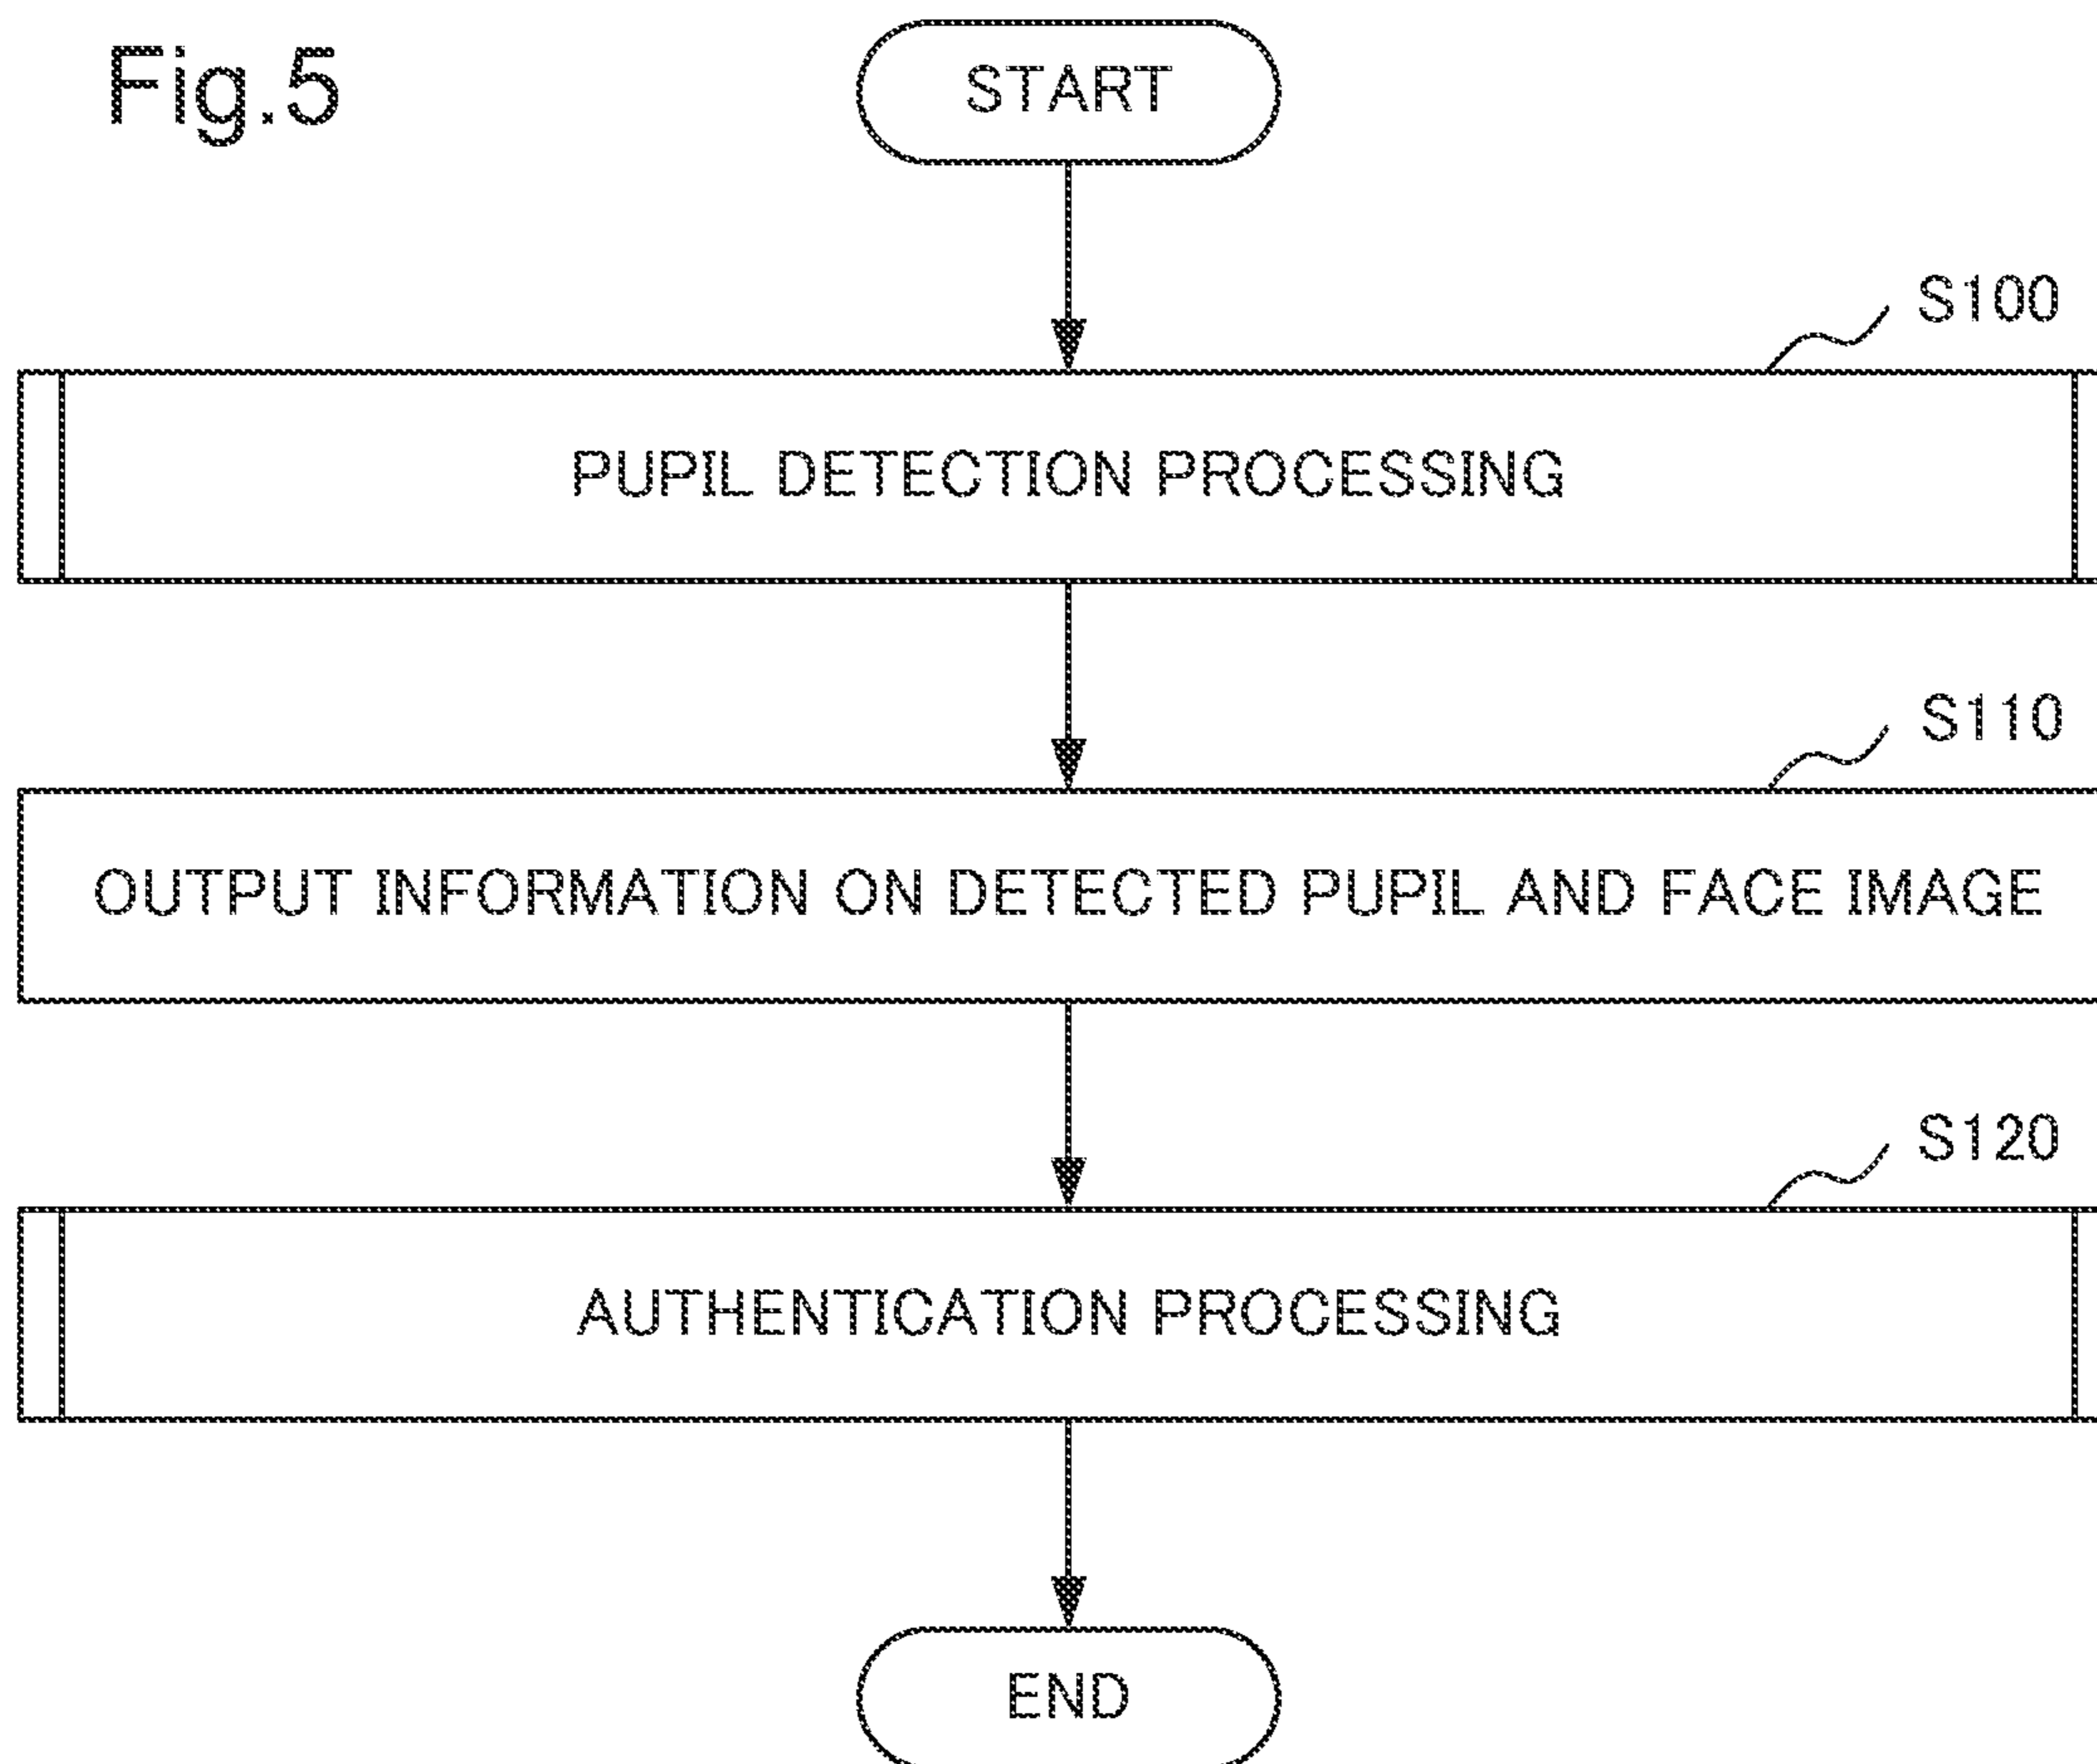 Fig.5
START
S100
PUPIL DETECTION PROCESSING
S110
OUTPUT INFORMATION ON DETECTED PUPIL AND FACE IMAGE
S120
AUTHENTICATION PROCESSING
END